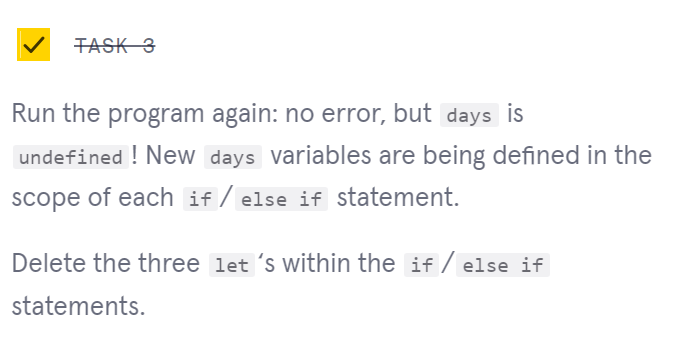 TASK 3
Run the program again: no error, but days is
undefined! New days variables are being defined in the
scope of each if/else if statement.
Delete the three let‘s within the if/else if
statements.